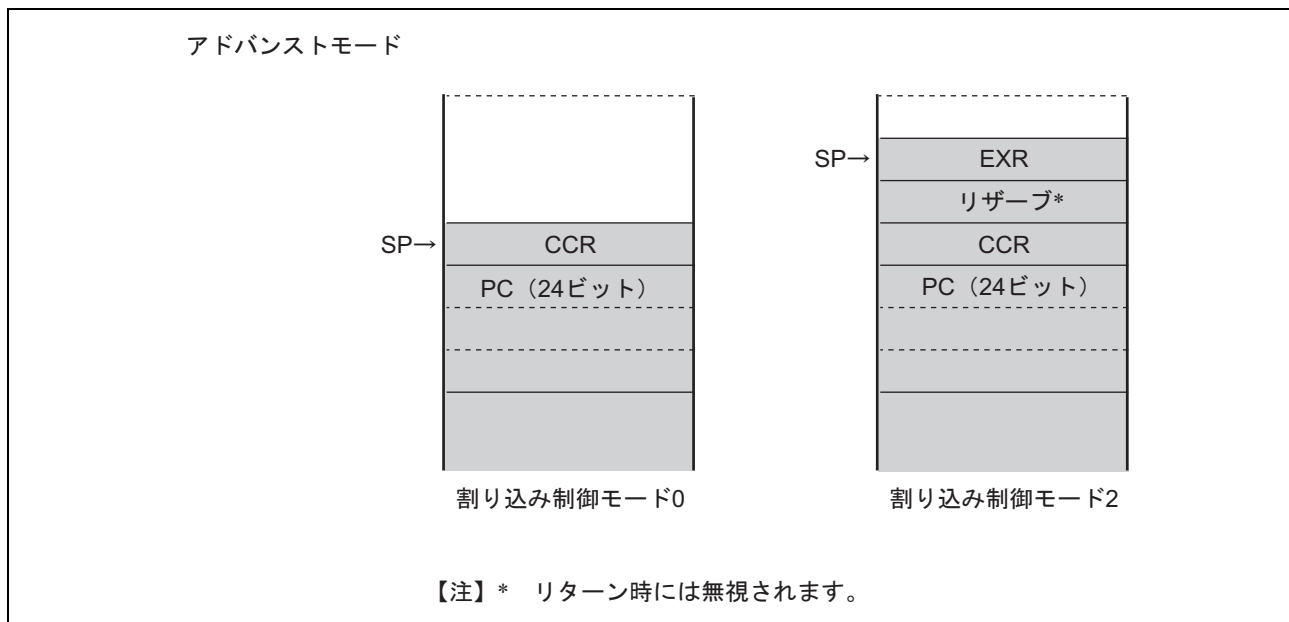 アドバンストモード
SP→ EXR
リザーブ*
SP→ CCR CCR
PC（24ビット） PC（24ビット）
割り込み制御モード0 割り込み制御モード2
【注】* リターン時には無視されます。